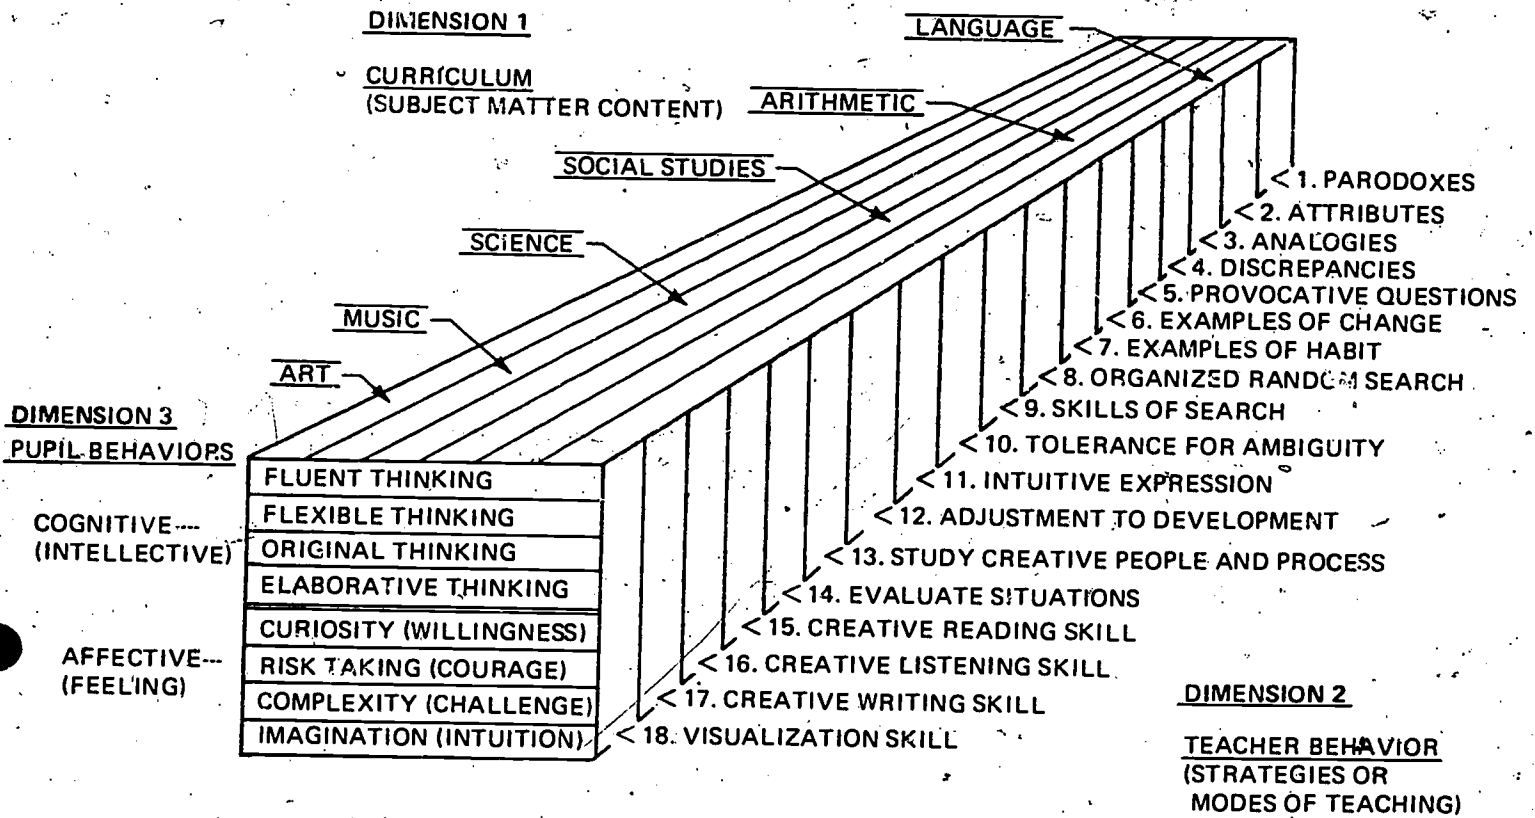 DIMENSION 1
CURRICULUM
(SUBJECT MATTER CONTENT)
LANGUAGE
ARITHMETIC
SOCIAL STUDIES
SCIENCE
MUSIC
ART
DIMENSION 3
PUPIL BEHAVIORS
COGNITIVE----
(INTELLECTIVE)
AFFECTIVE---
(FEELING)
FLUENT THINKING
FLEXIBLE THINKING
ORIGINAL THINKING
ELABORATIVE THINKING
CURIOSITY (WILLINGNESS)
RISK TAKING (COURAGE)
COMPLEXITY (CHALLENGE)
IMAGINATION (INTUITION)
< 1. PARODOXES
< 2. ATTRIBUTES
< 3. ANALOGIES
< 4. DISCREPANCIES
< 5. PROVOCATIVE QUESTIONS
< 6. EXAMPLES OF CHANGE
< 7. EXAMPLES OF HABIT
< 8. ORGANIZED RANDOM SEARCH
< 9. SKILLS OF SEARCH
< 10. TOLERANCE FOR AMBIGUITY
< 11. INTUITIVE EXPRESSION
< 12. ADJUSTMENT TO DEVELOPMENT
< 13. STUDY CREATIVE PEOPLE AND PROCESS
< 14. EVALUATE SITUATIONS
< 15. CREATIVE READING SKILL
< 16. CREATIVE LISTENING SKILL
< 17. CREATIVE WRITING SKILL
< 18. VISUALIZATION SKILL
DIMENSION 2
TEACHER BEHAVIOR
(STRATEGIES OR
MODES OF TEACHING)